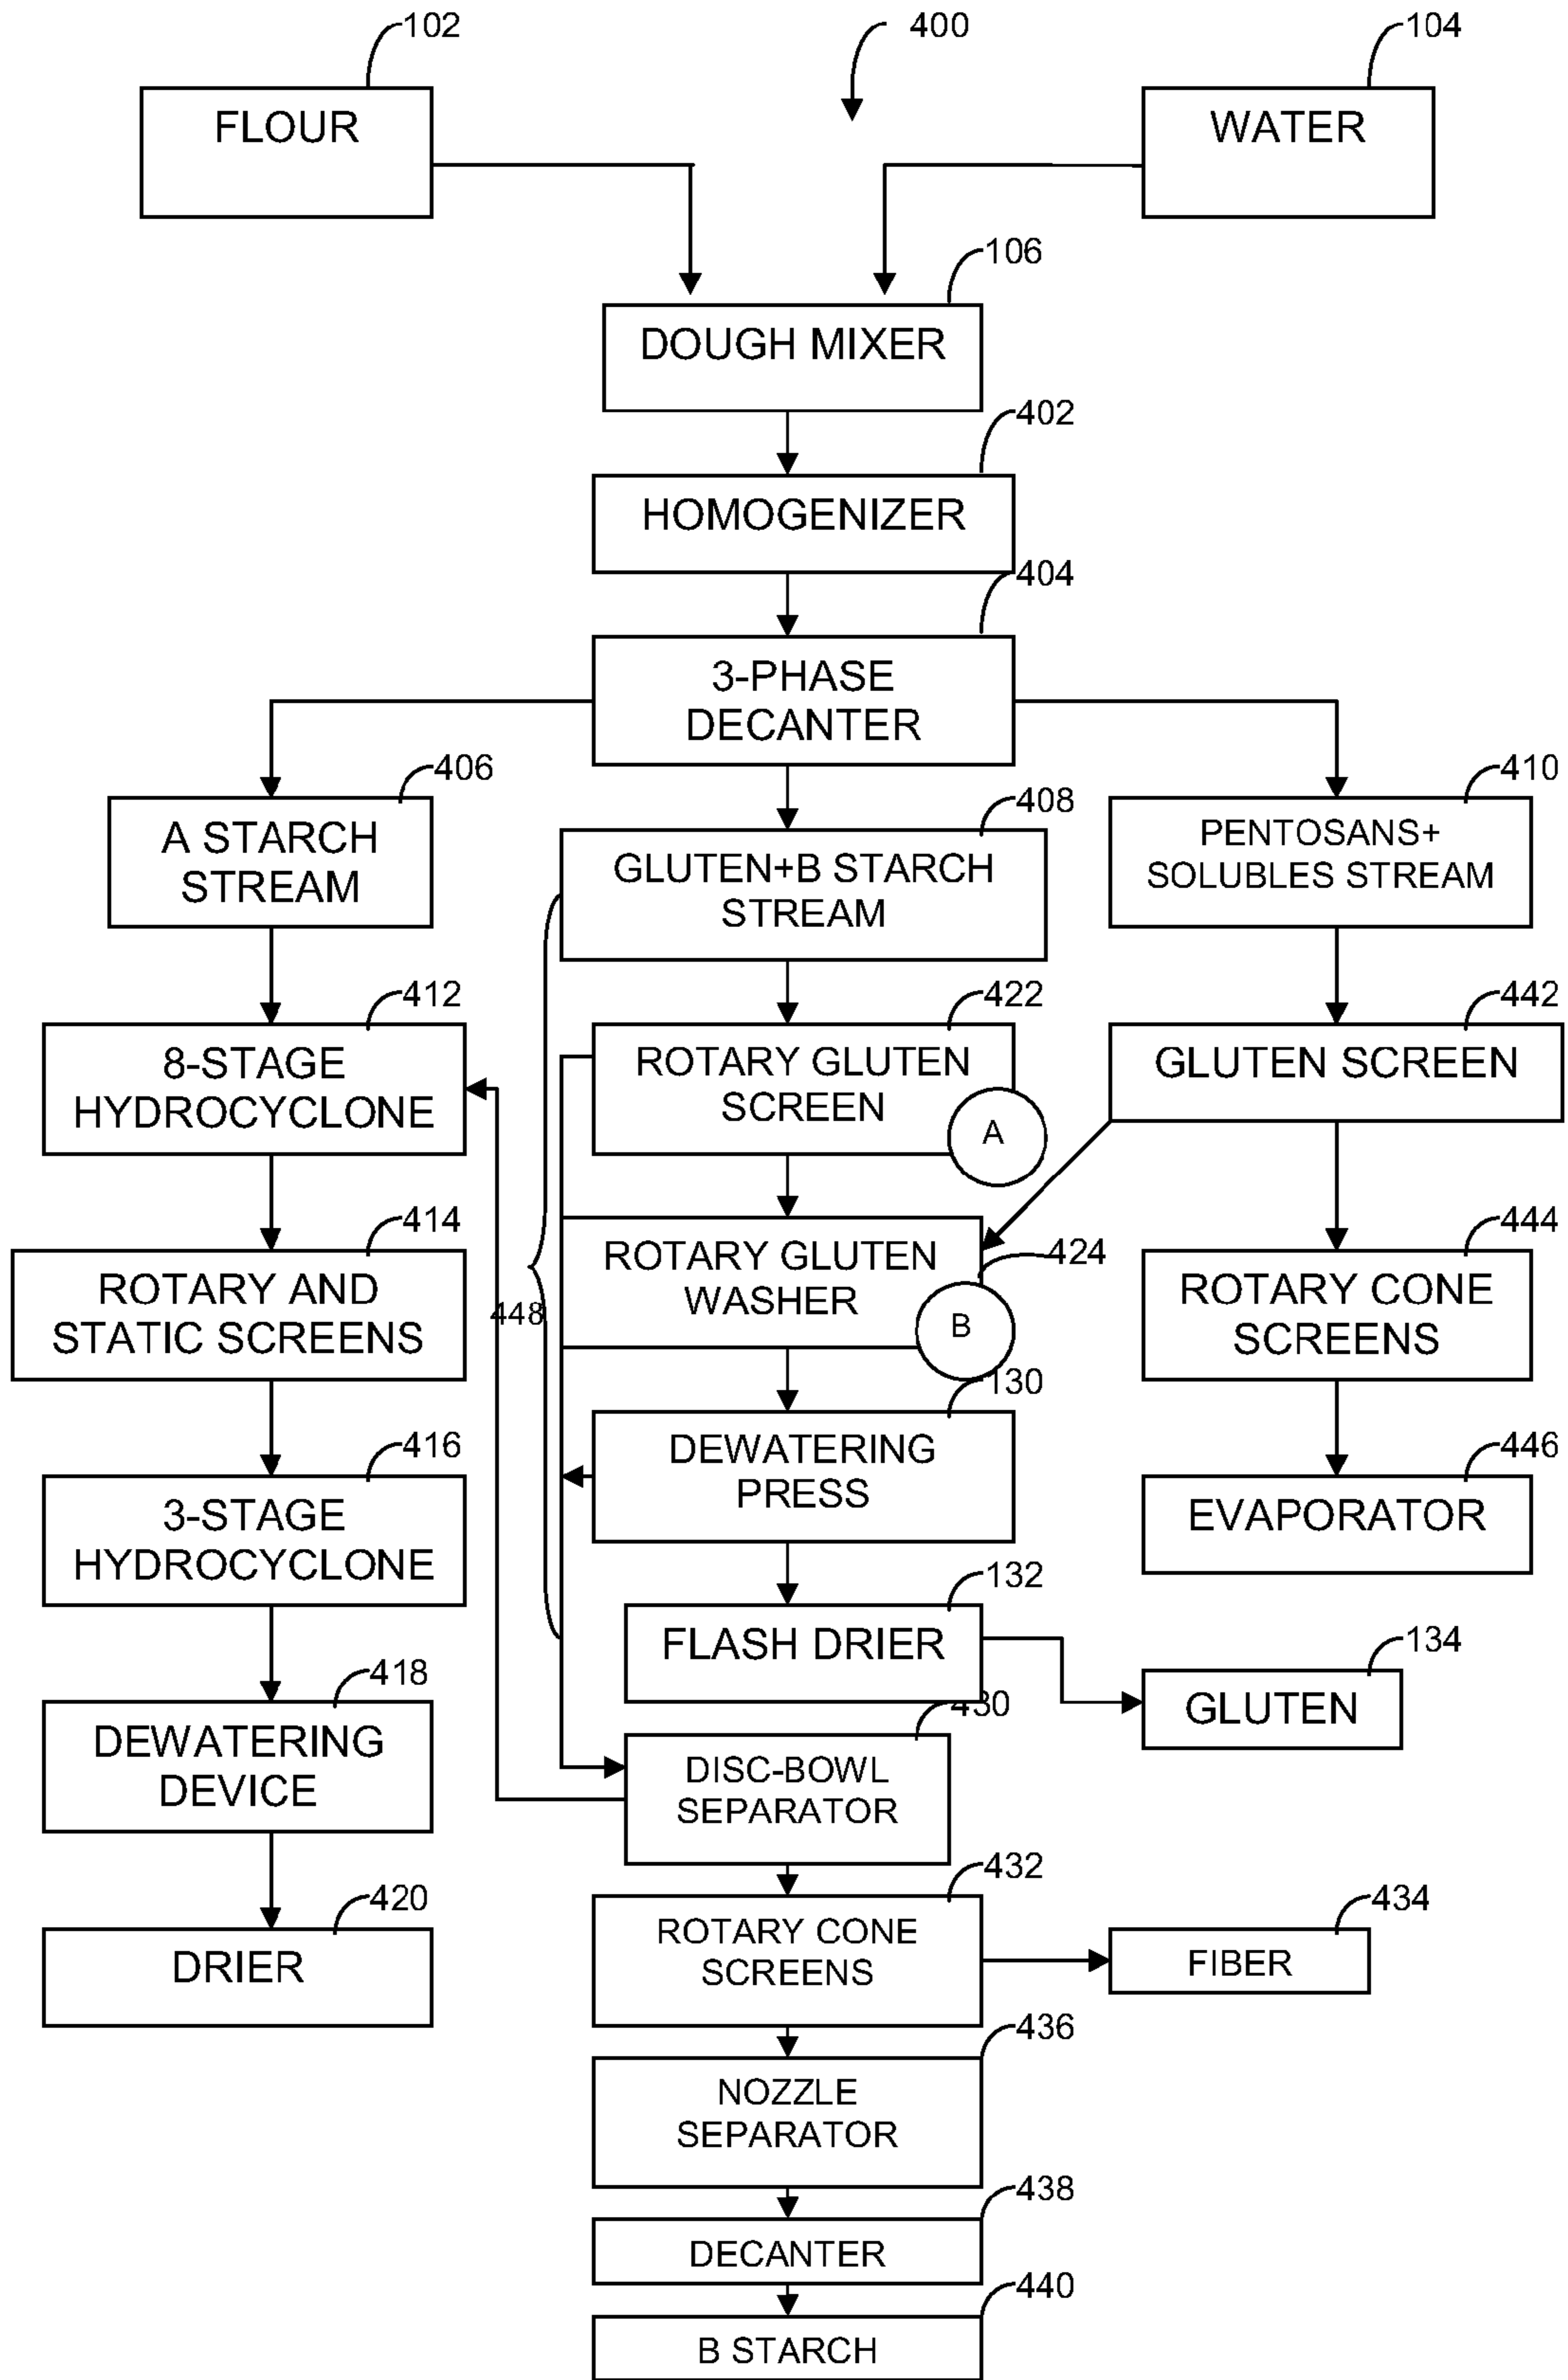 102
400
104
FLOUR
WATER
106
DOUGH MIXER
402
HOMOGENIZER
404
3-PHASE
DECANTER
406
A STARCH
STREAM
408
GLUTEN+B STARCH
STREAM
410
PENTOSANS+
SOLUBLES STREAM
412
8-STAGE
HYDROCYCLONE
422
ROTARY GLUTEN
SCREEN
A
442
GLUTEN SCREEN
414
ROTARY AND
STATIC SCREENS
448
ROTARY GLUTEN
WASHER
424
B
444
ROTARY CONE
SCREENS
130
DEWATERING
PRESS
416
3-STAGE
HYDROCYCLONE
446
EVAPORATOR
132
FLASH DRIER
134
GLUTEN
418
DEWATERING
DEVICE
430
DISC-BOWL
SEPARATOR
420
DRIER
432
ROTARY CONE
SCREENS
434
FIBER
436
NOZZLE
SEPARATOR
438
DECANTER
440
B STARCH